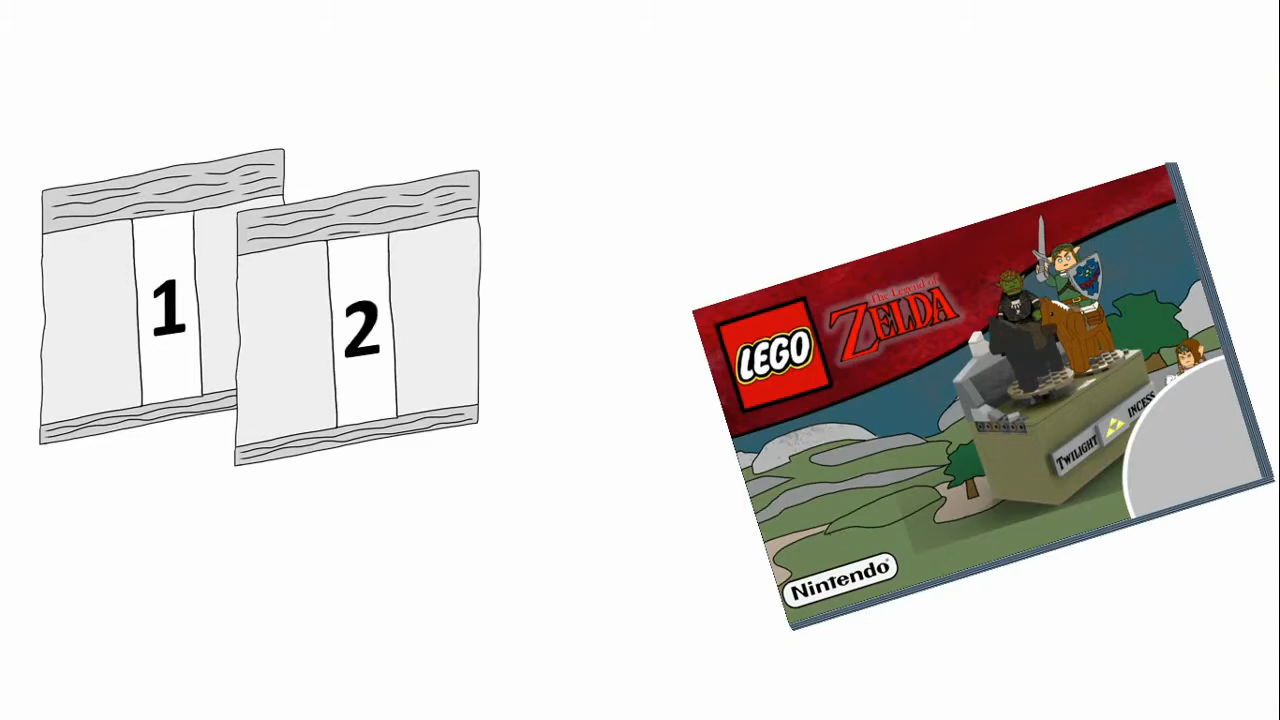 1
2
LEGO
The Legend of
ZELDA
TWILIGHT
INCESS
Nintendo